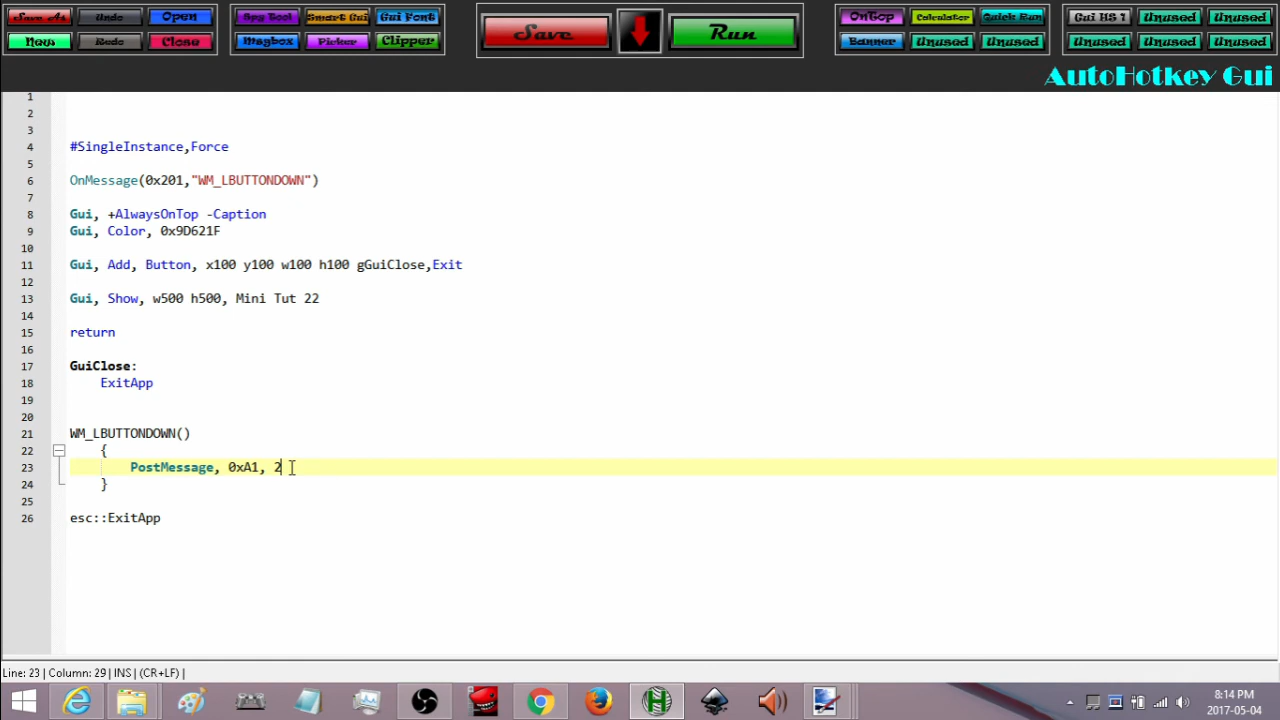 Save As Undo Open Spy Tool Smart Gui Gui Font Save Run OnTop Calculator Quick Run Gui HS 1 Unused Unused
New Redo Close Msgbox Picker Clipper Banner Unused Unused Unused Unused Unused
AutoHotkey Gui
1
2
3
4 #SingleInstance,Force
5
6 OnMessage(0x201,"WM_LBUTTONDOWN")
7
8 Gui, +AlwaysOnTop -Caption
9 Gui, Color, 0x9D621F
10
11 Gui, Add, Button, x100 y100 w100 h100 gGuiClose,Exit
12
13 Gui, Show, w500 h500, Mini Tut 22
14
15 return
16
17 GuiClose:
18 ExitApp
19
20
21 WM_LBUTTONDOWN()
22 {
23 PostMessage, 0xA1, 2
24 }
25
26 esc::ExitApp
Line: 23 | Column: 29 | INS | (CR+LF) |
8:14 PM
2017-05-04